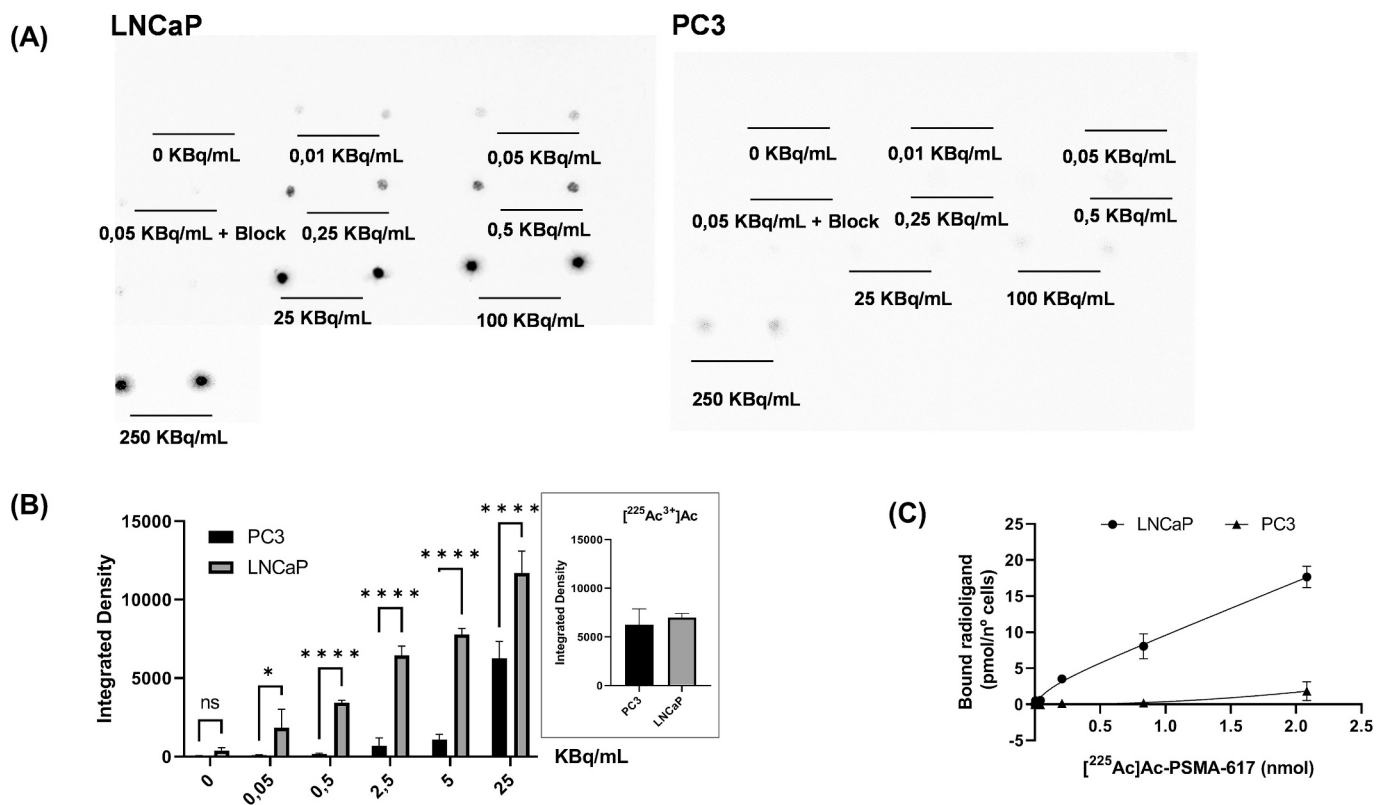 (A)
LNCaP
PC3
0 KBq/mL
0,01 KBq/mL
0,05 KBq/mL
0,05 KBq/mL + Block
0,25 KBq/mL
0,5 KBq/mL
25 KBq/mL
100 KBq/mL
250 KBq/mL
0 KBq/mL
0,01 KBq/mL
0,05 KBq/mL
0,05 KBq/mL + Block
0,25 KBq/mL
0,5 KBq/mL
25 KBq/mL
100 KBq/mL
250 KBq/mL
(B)
Integrated Density
15000
10000
5000
0
PC3
LNCaP
ns
*
* * * *
* * * *
* * * *
* * * *
0
0,05
0,5
2,5
5
25
KBq/mL
[²²⁵Ac³⁺]Ac
Integrated Density
15000
10000
5000
0
PC3
LNCaP
(C)
LNCaP
PC3
Bound radioligand
(pmol/nº cells)
25
20
15
10
5
0
-5
0.5
1.0
1.5
2.0
2.5
[²²⁵Ac]Ac-PSMA-617 (nmol)